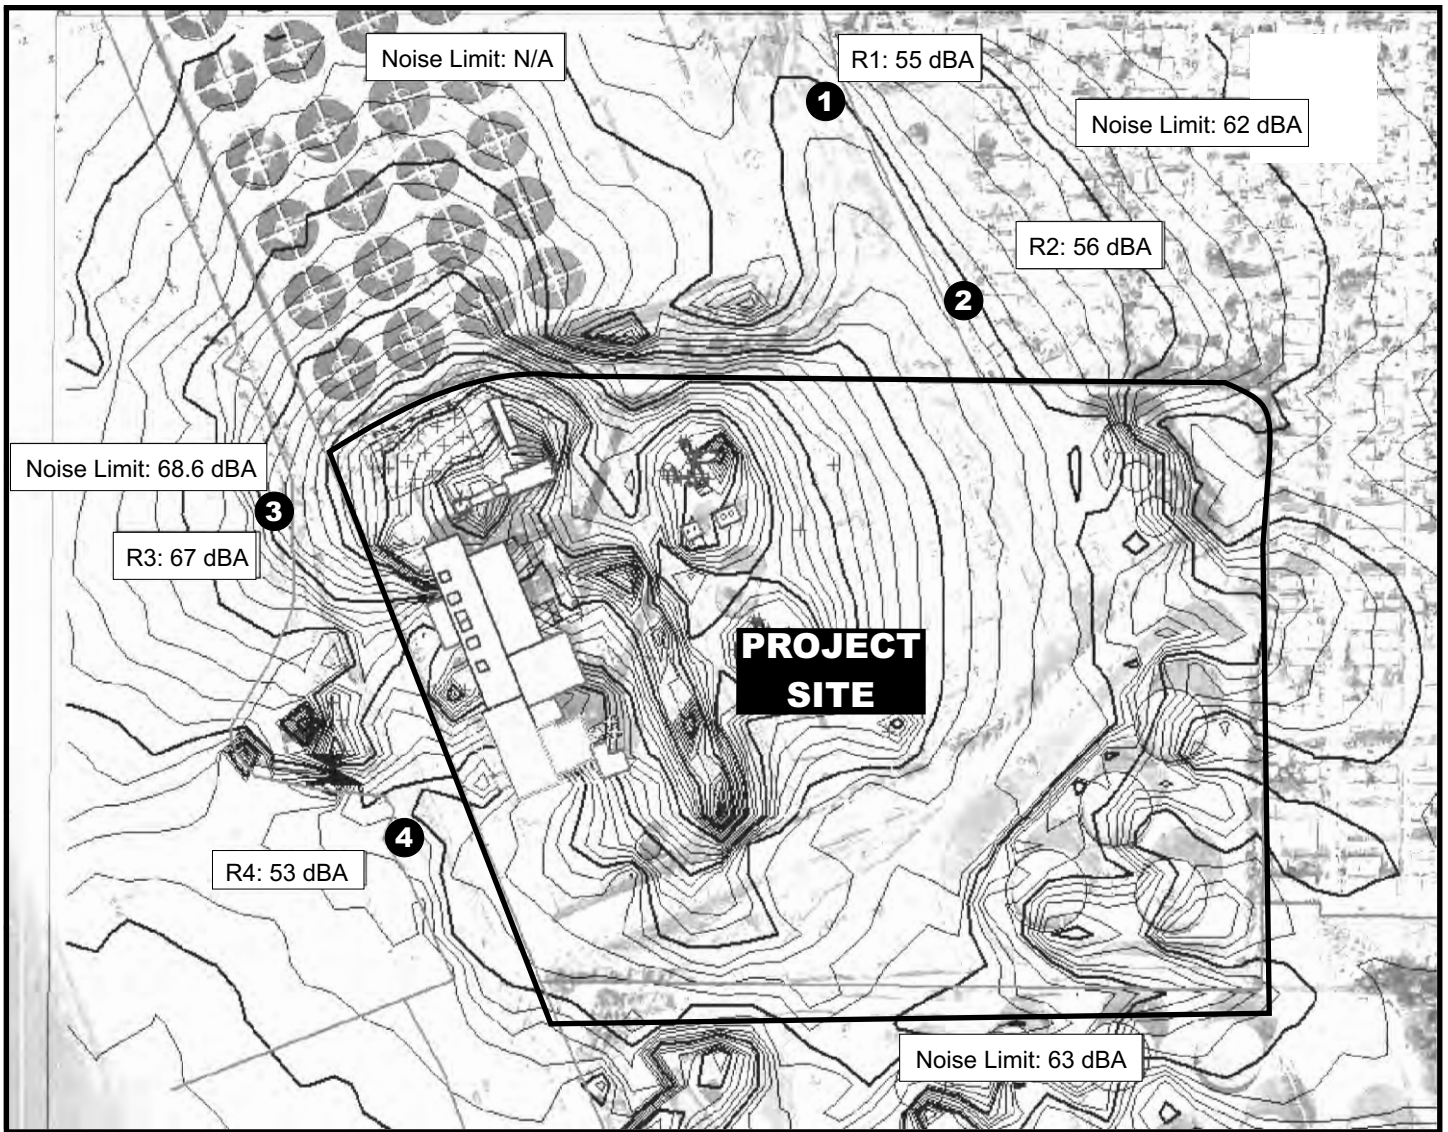 Noise Limit: N/A
R1: 55 dBA
1
Noise Limit: 62 dBA
R2: 56 dBA
2
Noise Limit: 68.6 dBA
3
R3: 67 dBA
PROJECT
SITE
4
R4: 53 dBA
Noise Limit: 63 dBA